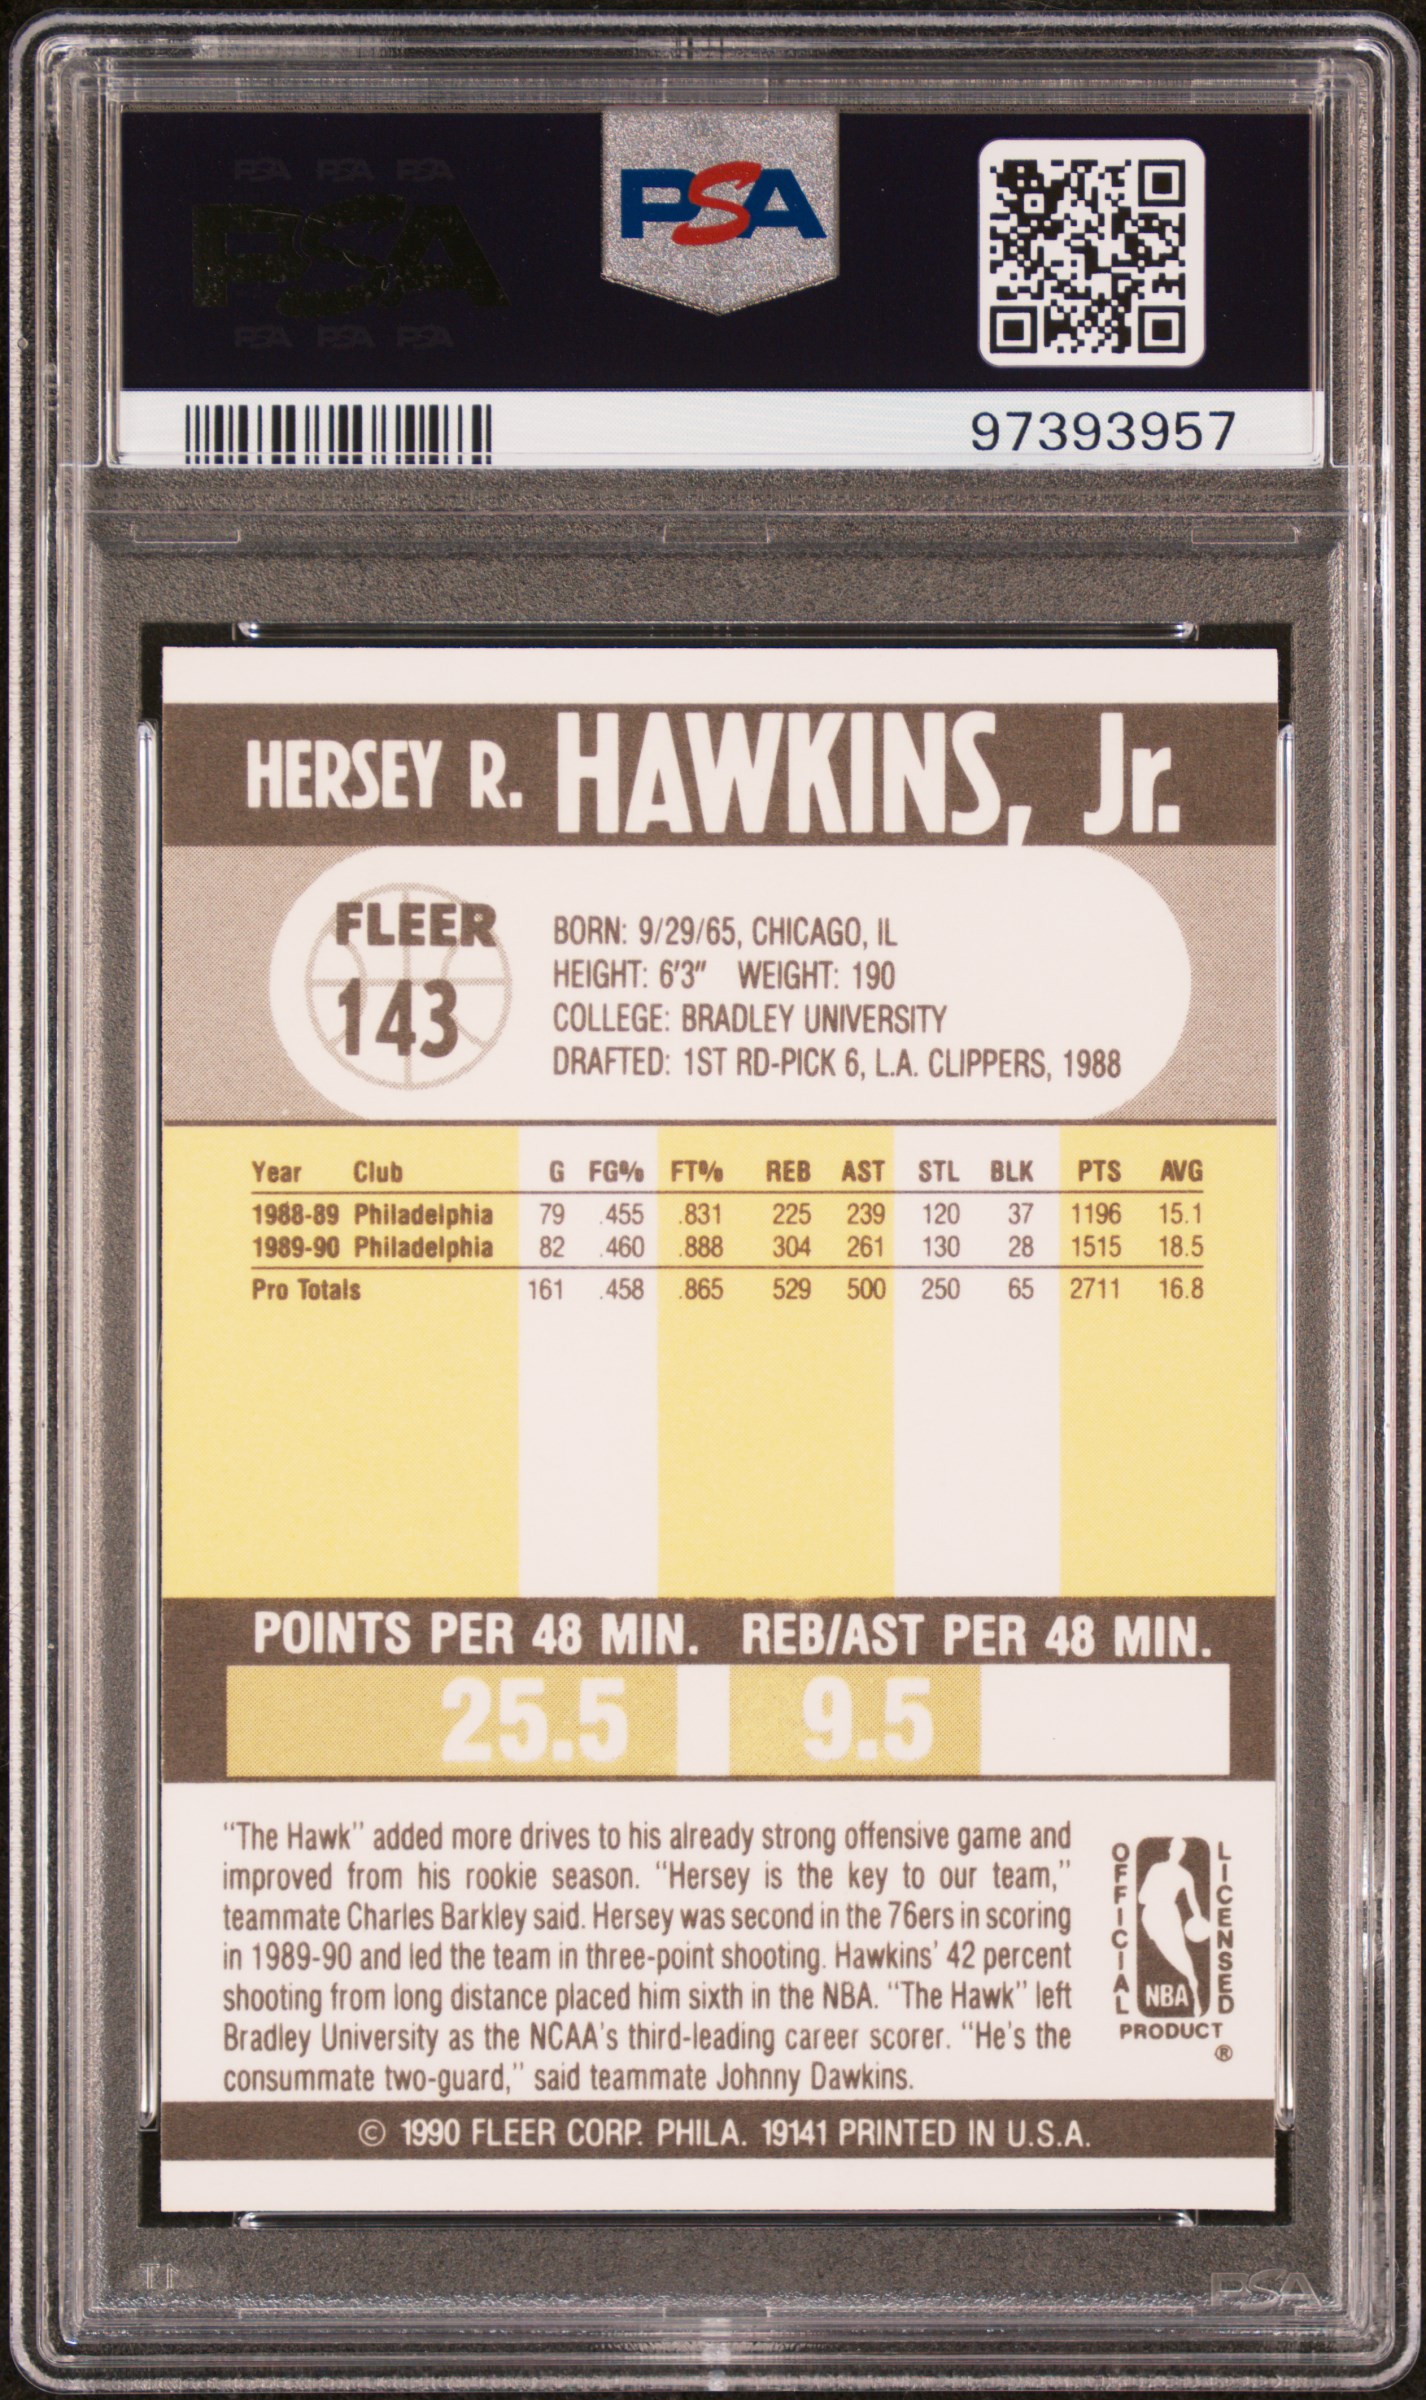 PSA PSA PSA
PSA
PSA PSA PSA
PSA
97393957
HERSEY R. HAWKINS, Jr.
FLEER
143
BORN: 9/29/65, CHICAGO, IL
HEIGHT: 6'3" WEIGHT: 190
COLLEGE: BRADLEY UNIVERSITY
DRAFTED: 1ST RD-PICK 6, L.A. CLIPPERS, 1988
Year Club G FG% FT% REB AST STL BLK PTS AVG
1988-89 Philadelphia 79 .455 .831 225 239 120 37 1196 15.1
1989-90 Philadelphia 82 .460 .888 304 261 130 28 1515 18.5
Pro Totals 161 .458 .865 529 500 250 65 2711 16.8
POINTS PER 48 MIN. REB/AST PER 48 MIN.
25.5 9.5
"The Hawk" added more drives to his already strong offensive game and
improved from his rookie season. "Hersey is the key to our team,"
teammate Charles Barkley said. Hersey was second in the 76ers in scoring
in 1989-90 and led the team in three-point shooting. Hawkins' 42 percent
shooting from long distance placed him sixth in the NBA. "The Hawk" left
Bradley University as the NCAA's third-leading career scorer. "He's the
consummate two-guard," said teammate Johnny Dawkins.
OFFICIAL
NBA
LICENSED
PRODUCT
®
© 1990 FLEER CORP. PHILA. 19141 PRINTED IN U.S.A.
PSA